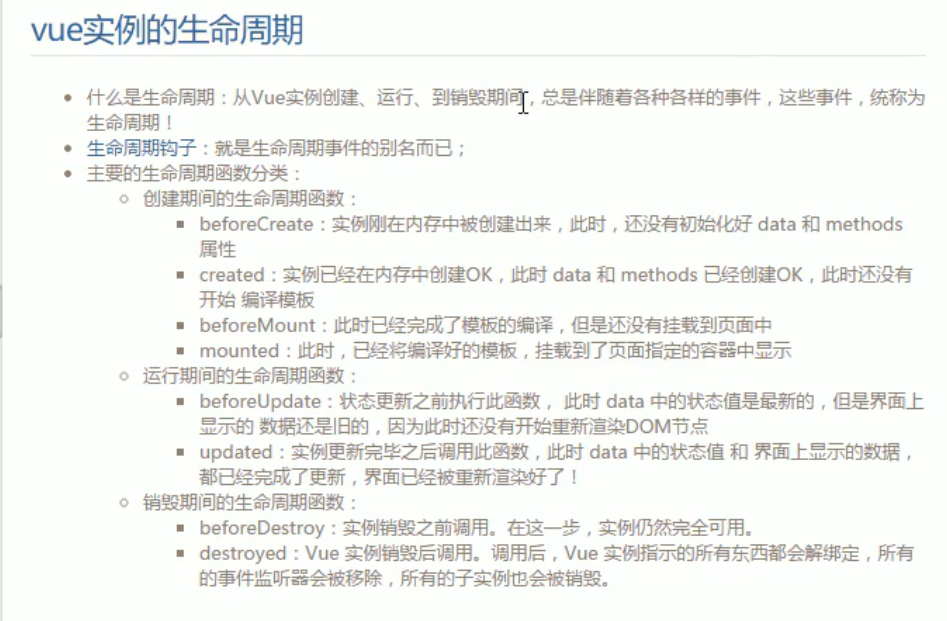 vue实例的生命周期
什么是生命周期：从Vue实例创建、运行、到销毁期间，总是伴随着各种各样的事件，这些事件，统称为
生命周期！
生命周期钩子：就是生命周期事件的别名而已；
主要的生命周期函数分类：
创建期间的生命周期函数：
beforeCreate：实例刚在内存中被创建出来，此时，还没有初始化好 data 和 methods
属性
created：实例已经在内存中创建OK，此时 data 和 methods 已经创建OK，此时还没有
开始 编译模板
beforeMount：此时已经完成了模板的编译，但是还没有挂载到页面中
mounted：此时，已经将编译好的模板，挂载到了页面指定的容器中显示
运行期间的生命周期函数：
beforeUpdate：状态更新之前执行此函数， 此时 data 中的状态值是最新的，但是界面上
显示的 数据还是旧的，因为此时还没有开始重新渲染DOM节点
updated：实例更新完毕之后调用此函数，此时 data 中的状态值 和 界面上显示的数据，
都已经完成了更新，界面已经被重新渲染好了！
销毁期间的生命周期函数：
beforeDestroy：实例销毁之前调用。在这一步，实例仍然完全可用。
destroyed：Vue 实例销毁后调用。调用后，Vue 实例指示的所有东西都会解绑定，所有
的事件监听器会被移除，所有的子实例也会被销毁。